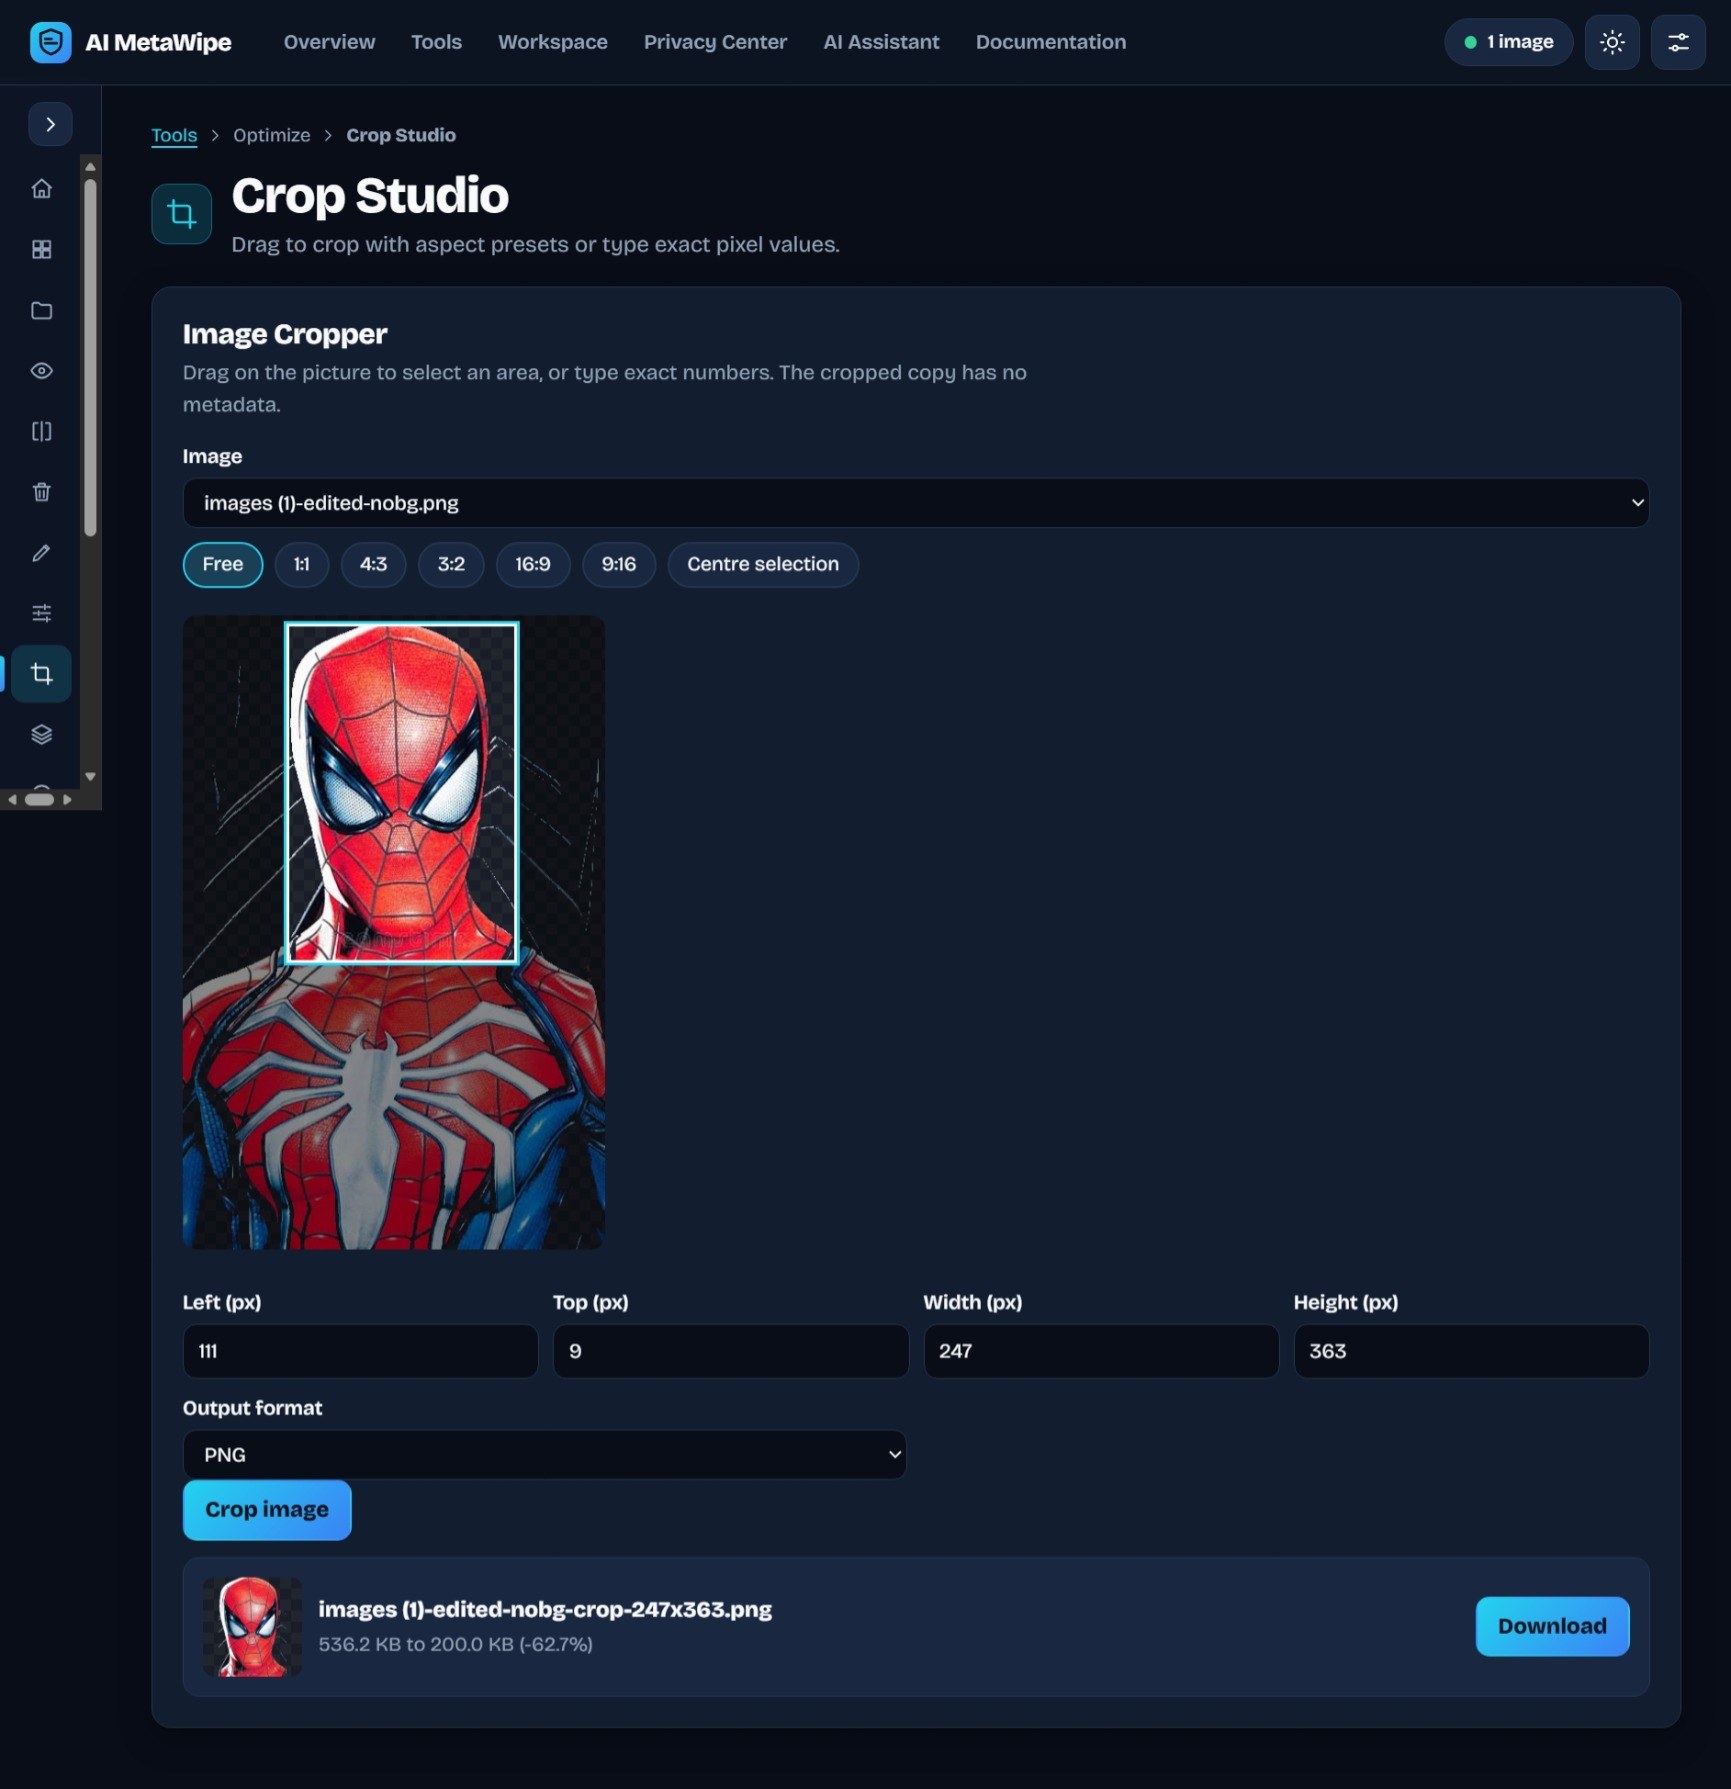 AI MetaWipe
Overview
Tools
Workspace
Privacy Center
AI Assistant
Documentation
1 image
Tools > Optimize > Crop Studio
Crop Studio
Drag to crop with aspect presets or type exact pixel values.
Image Cropper
Drag on the picture to select an area, or type exact numbers. The cropped copy has no
metadata.
Image
images (1)-edited-nobg.png
Free
1:1
4:3
3:2
16:9
9:16
Centre selection
Left (px)
Top (px)
Width (px)
Height (px)
111
9
247
363
Output format
PNG
Crop image
images (1)-edited-nobg-crop-247x363.png
536.2 KB to 200.0 KB (-62.7%)
Download